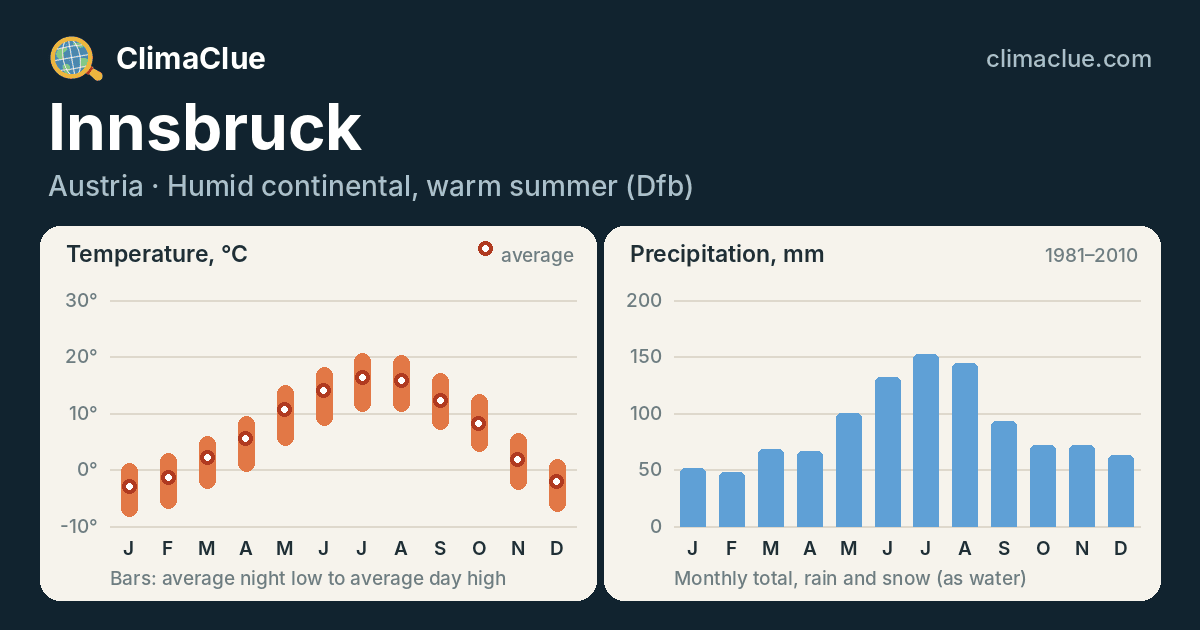 ClimaClue
climaclue.com
Innsbruck
Austria · Humid continental, warm summer (Dfb)
Temperature, °C
average
30°
20°
10°
0°
-10°
J F M A M J J A S O N D
Bars: average night low to average day high
Precipitation, mm
1981–2010
200
150
100
50
0
J F M A M J J A S O N D
Monthly total, rain and snow (as water)